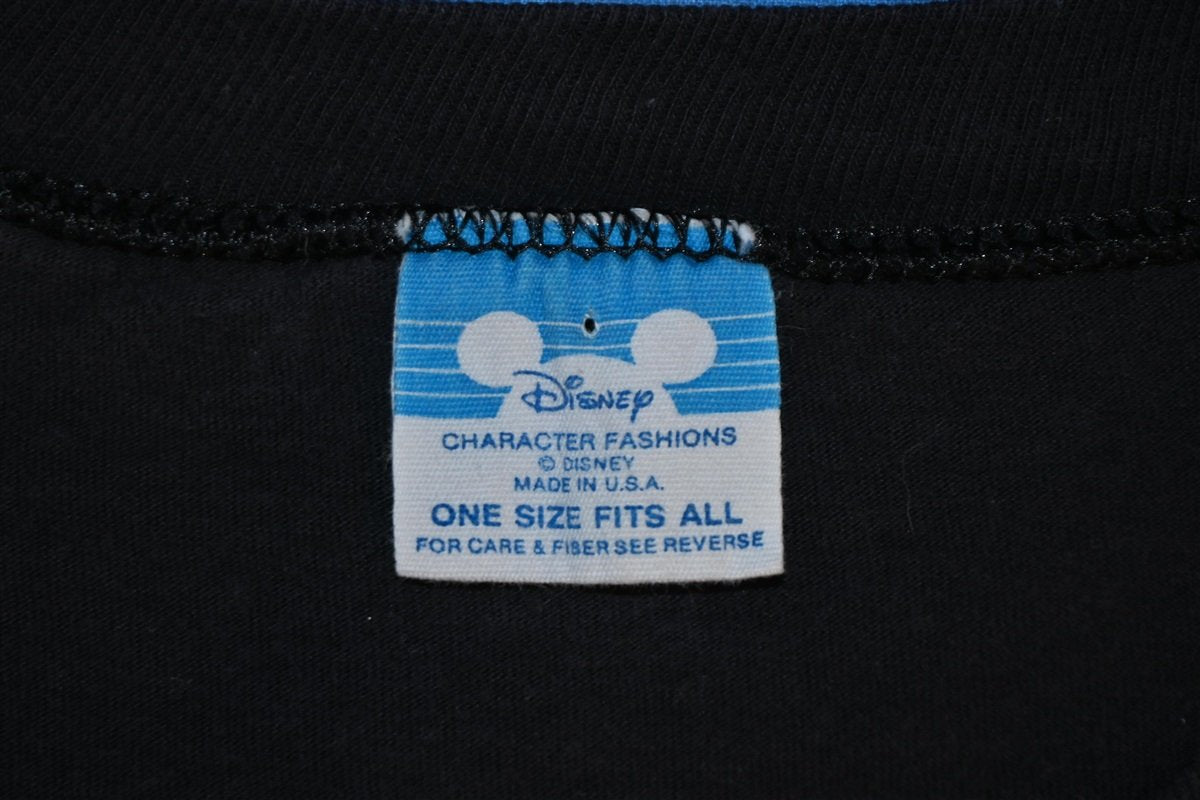 Disney
CHARACTER FASHIONS
© DISNEY
MADE IN U.S.A.
ONE SIZE FITS ALL
FOR CARE & FIBER SEE REVERSE